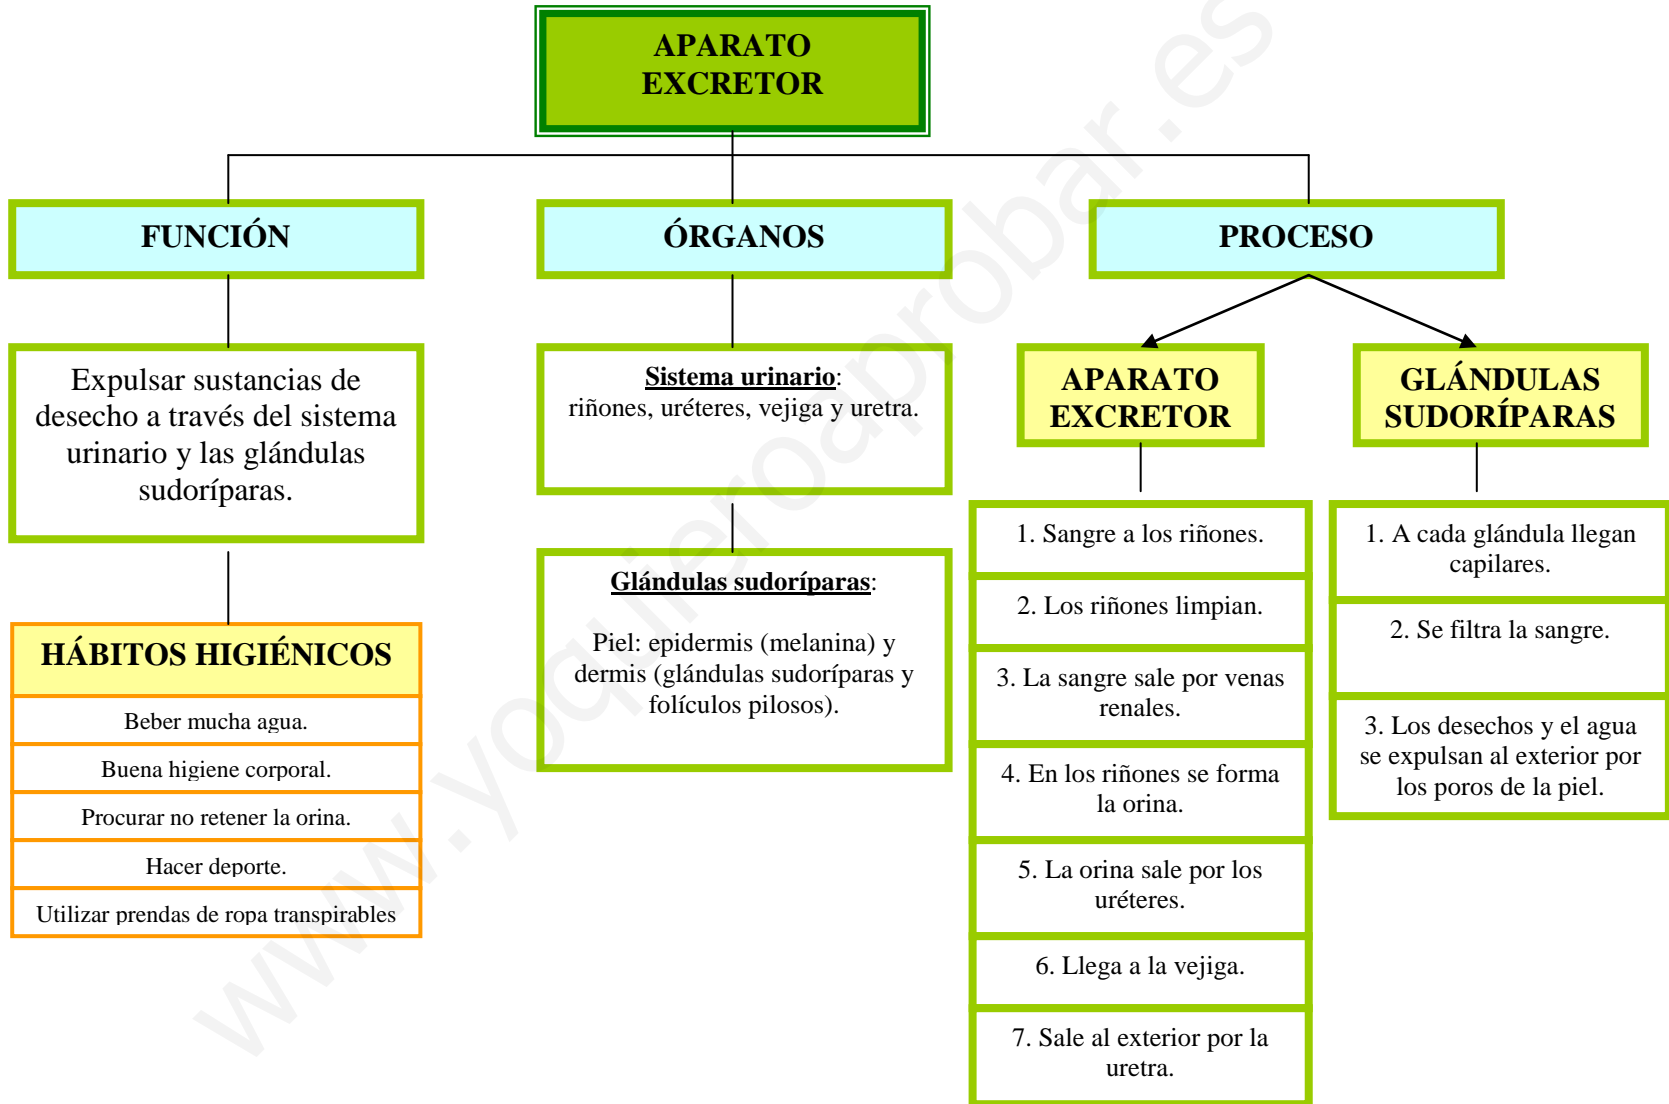 APARATO
EXCRETOR
FUNCIÓN
Expulsar sustancias de
desecho a través del sistema
urinario y las glándulas
sudoríparas.
HÁBITOS HIGIÉNICOS
Beber mucha agua.
Buena higiene corporal.
Procurar no retener la orina.
Hacer deporte.
Utilizar prendas de ropa transpirables
ÓRGANOS
Sistema urinario:
riñones, uréteres, vejiga y uretra.
Glándulas sudoríparas:
Piel: epidermis (melanina) y
dermis (glándulas sudoríparas y
folículos pilosos).
PROCESO
APARATO
EXCRETOR
1. Sangre a los riñones.
2. Los riñones limpian.
3. La sangre sale por venas
renales.
4. En los riñones se forma
la orina.
5. La orina sale por los
uréteres.
6. Llega a la vejiga.
7. Sale al exterior por la
uretra.
GLÁNDULAS
SUDORÍPARAS
1. A cada glándula llegan
capilares.
2. Se filtra la sangre.
3. Los desechos y el agua
se expulsan al exterior por
los poros de la piel.
www.yoquieroaprobar.es